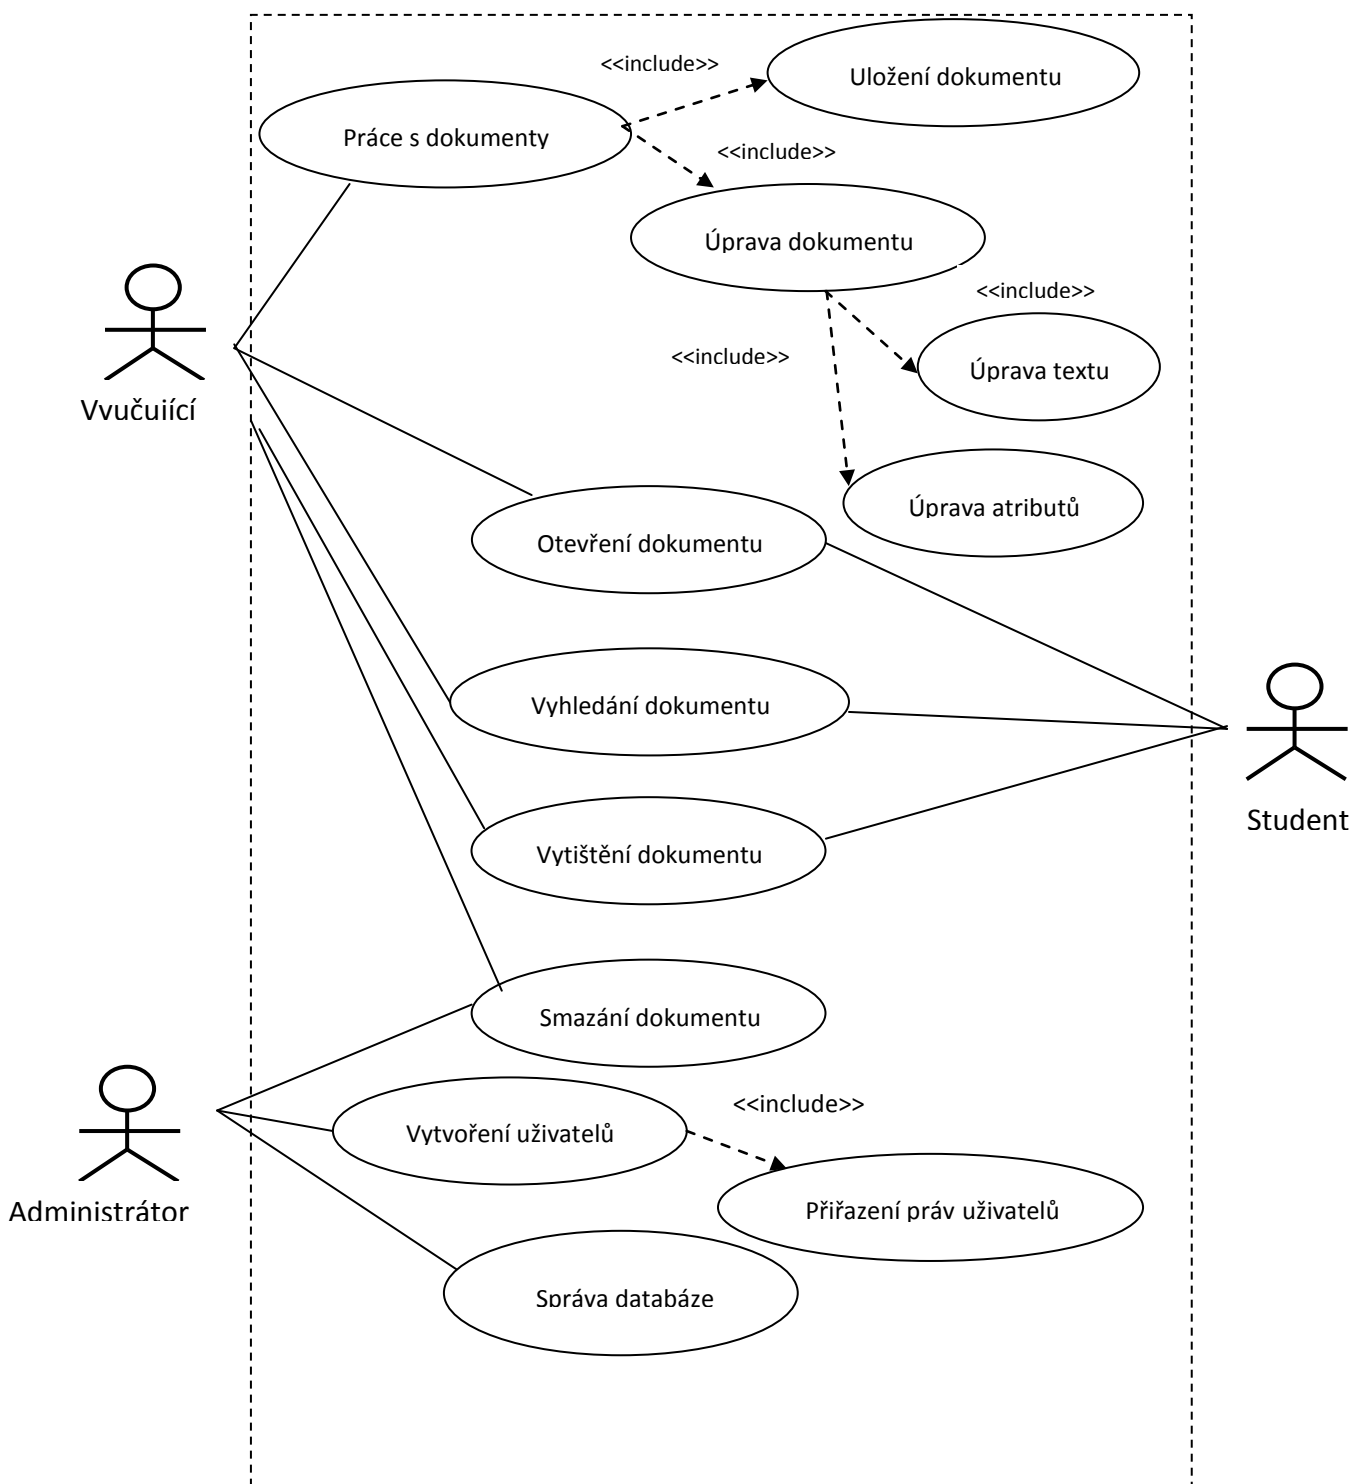 <<include>>
Uložení dokumentu
Práce s dokumenty
<<include>>
Úprava dokumentu
<<include>>
<<include>>
Úprava textu
Vyučující
Úprava atributů
Otevření dokumentu
Vyhledání dokumentu
Student
Vytištění dokumentu
Smazání dokumentu
<<include>>
Vytvoření uživatelů
Administrátor
Přiřazení práv uživatelů
Správa databáze